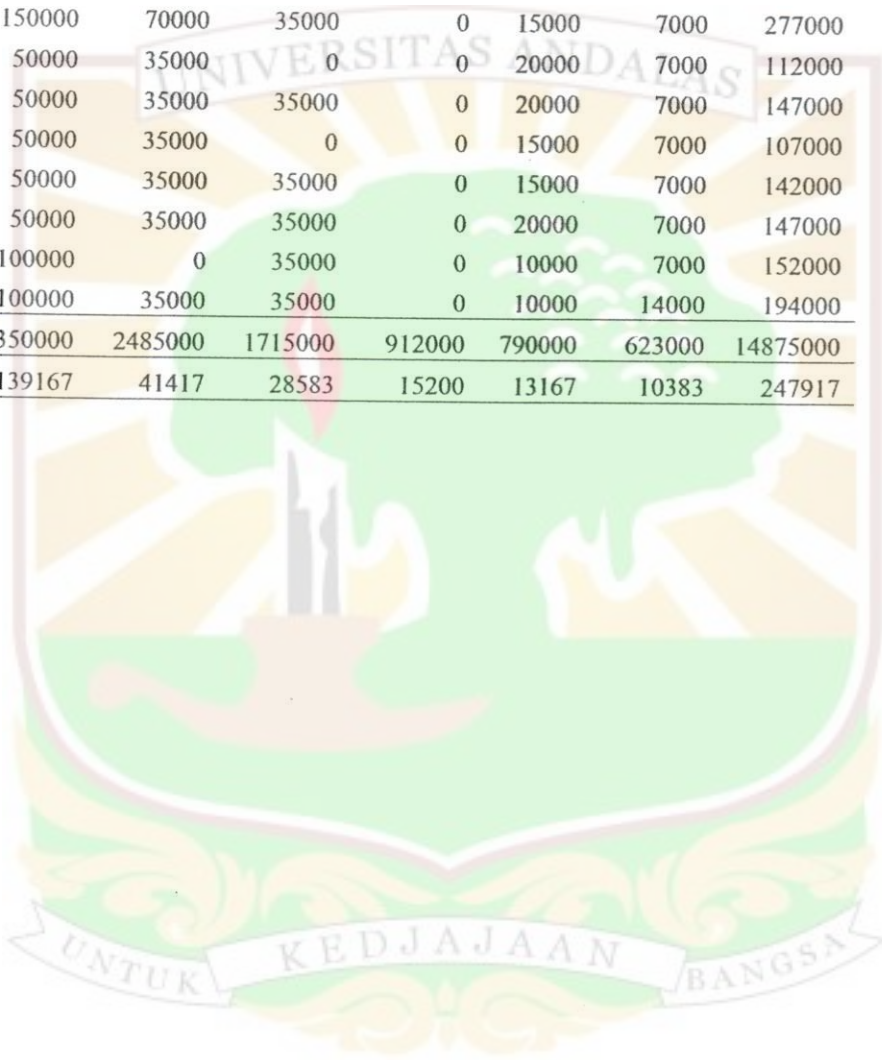 150000 70000 35000 0 15000 7000 277000
50000 35000 0 0 20000 7000 112000
50000 35000 35000 0 20000 7000 147000
50000 35000 0 0 15000 7000 107000
50000 35000 35000 0 15000 7000 142000
50000 35000 35000 0 20000 7000 147000
100000 0 35000 0 10000 7000 152000
100000 35000 35000 0 10000 14000 194000
350000 2485000 1715000 912000 790000 623000 14875000
139167 41417 28583 15200 13167 10383 247917
UNIVERSITAS ANDALAS
UNTUK KEDJAJAAN BANGSA